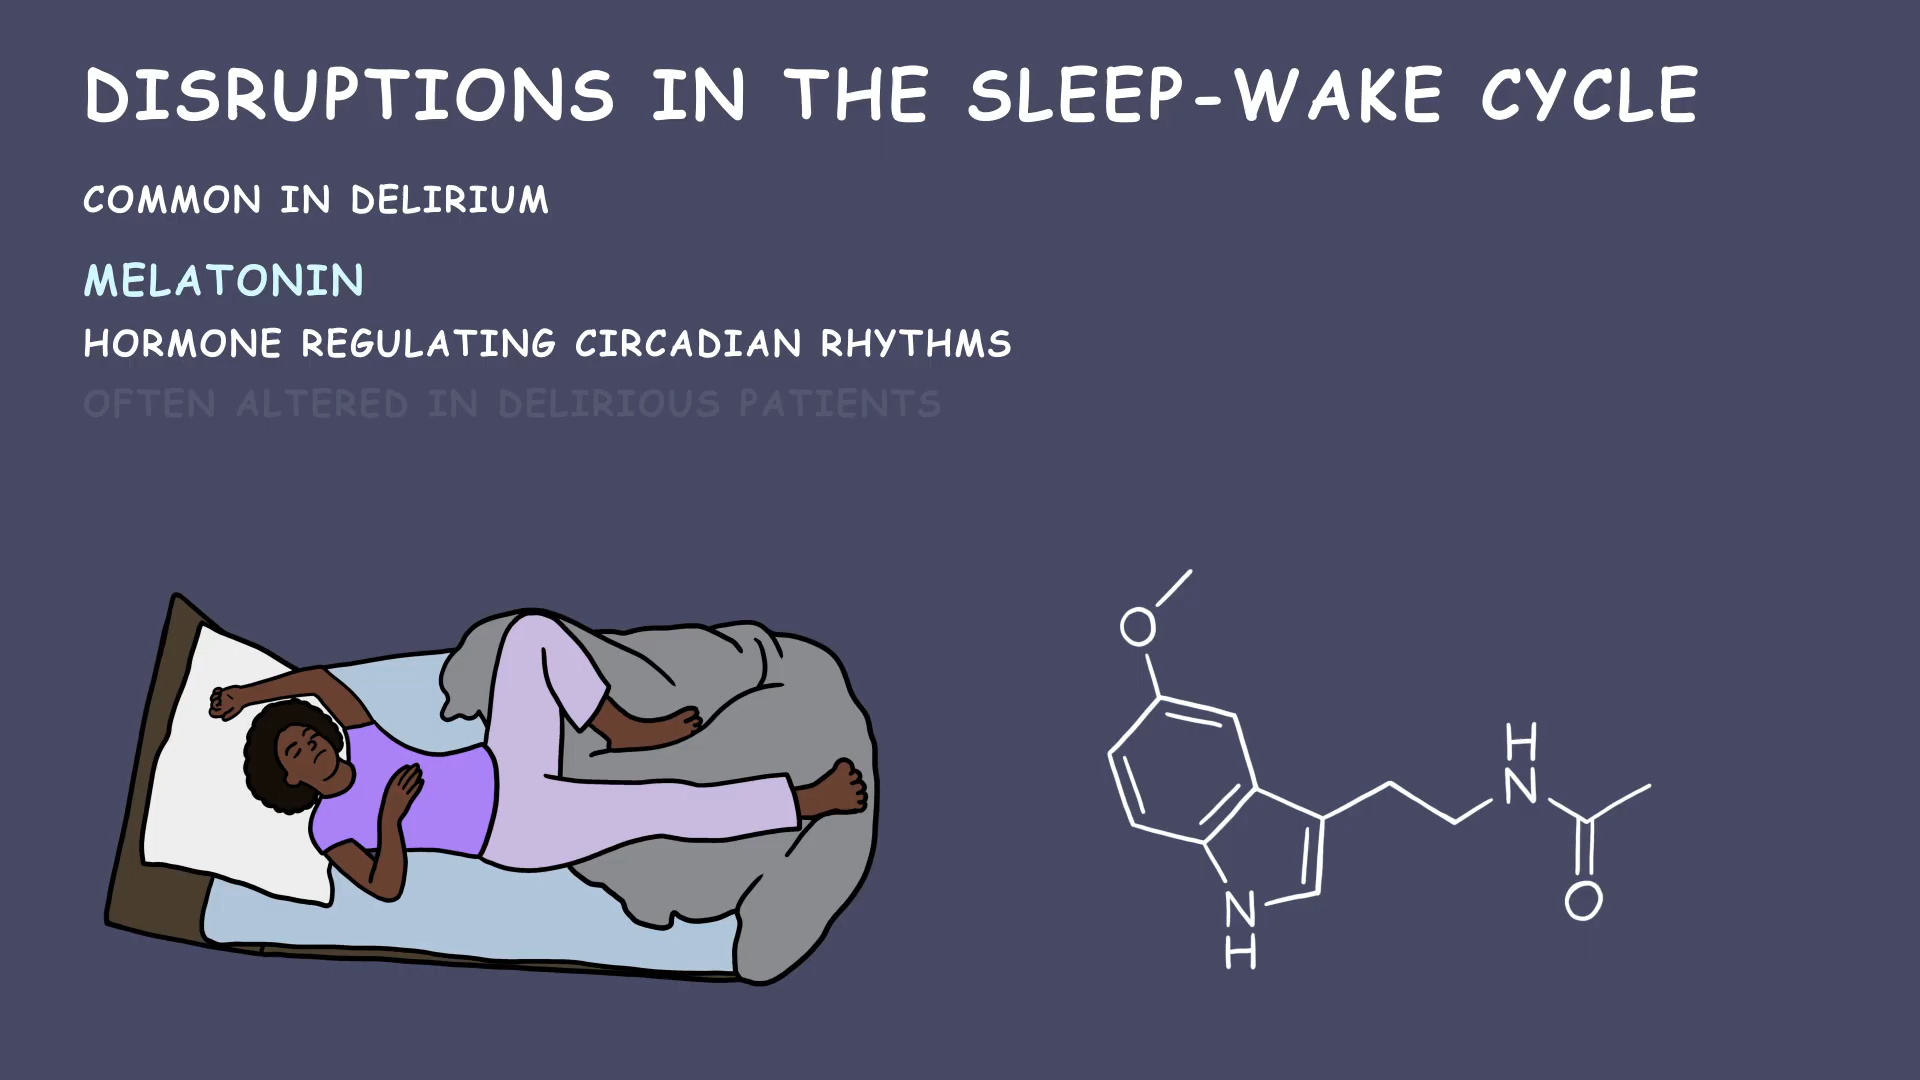 DISRUPTIONS IN THE SLEEP-WAKE CYCLE
COMMON IN DELIRIUM
MELATONIN
HORMONE REGULATING CIRCADIAN RHYTHMS
OFTEN ALTERED IN DELIRIOUS PATIENTS
O
H
N
O
N
H